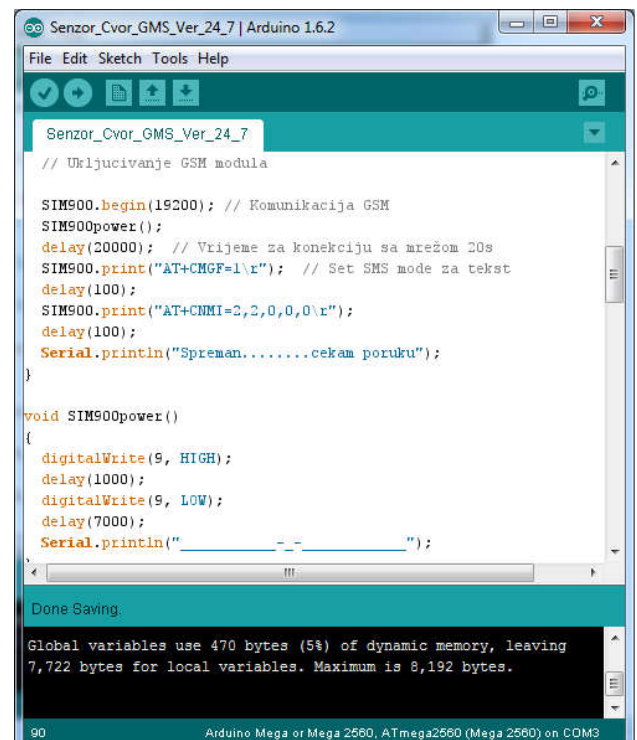 Senzor_Cvor_GMS_Ver_24_7 | Arduino 1.6.2
File Edit Sketch Tools Help
Senzor_Cvor_GMS_Ver_24_7
// Ukljucivanje GSM modula
SIM900.begin(19200); // Komunikacija GSM
SIM900power();
delay(20000); // Vrijeme za konekciju sa mrežom 20s
SIM900.print("AT+CMGF=1\r"); // Set SMS mode za tekst
delay(100);
SIM900.print("AT+CNMI=2,2,0,0,0\r");
delay(100);
Serial.println("Spreman........cekam poruku");
}
void SIM900power()
{
digitalWrite(9, HIGH);
delay(1000);
digitalWrite(9, LOW);
delay(7000);
Serial.println("___________-_-____________");
Done Saving.
Global variables use 470 bytes (5%) of dynamic memory, leaving
7,722 bytes for local variables. Maximum is 8,192 bytes.
90 Arduino Mega or Mega 2560, ATmega2560 (Mega 2560) on COM3